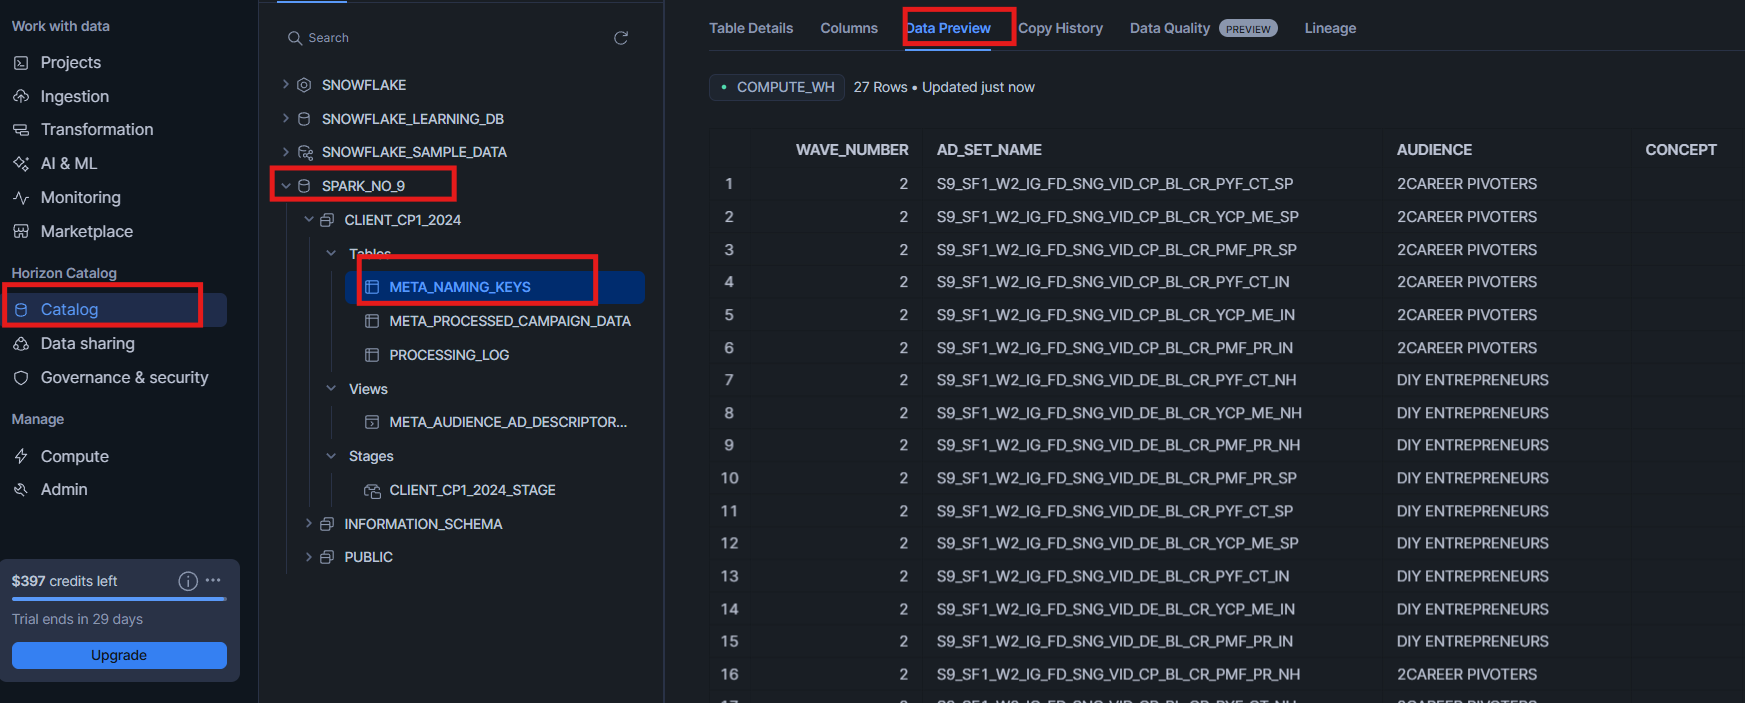 Work with data
Projects
Ingestion
Transformation
AI & ML
Monitoring
Marketplace
Horizon Catalog
Catalog
Data sharing
Governance & security
Manage
Compute
Admin
$397 credits left
Trial ends in 29 days
Upgrade
Search
SNOWFLAKE
SNOWFLAKE_LEARNING_DB
SNOWFLAKE_SAMPLE_DATA
SPARK_NO_9
CLIENT_CP1_2024
Tables
META_NAMING_KEYS
META_PROCESSED_CAMPAIGN_DATA
PROCESSING_LOG
Views
META_AUDIENCE_AD_DESCRIPTOR...
Stages
CLIENT_CP1_2024_STAGE
INFORMATION_SCHEMA
PUBLIC
Table Details Columns Data Preview Copy History Data Quality PREVIEW Lineage
COMPUTE_WH 27 Rows • Updated just now
WAVE_NUMBER AD_SET_NAME AUDIENCE CONCEPT
1 2 S9_SF1_W2_IG_FD_SNG_VID_CP_BL_CR_PYF_CT_SP 2CAREER PIVOTERS
2 2 S9_SF1_W2_IG_FD_SNG_VID_CP_BL_CR_YCP_ME_SP 2CAREER PIVOTERS
3 2 S9_SF1_W2_IG_FD_SNG_VID_CP_BL_CR_PMF_PR_SP 2CAREER PIVOTERS
4 2 S9_SF1_W2_IG_FD_SNG_VID_CP_BL_CR_PYF_CT_IN 2CAREER PIVOTERS
5 2 S9_SF1_W2_IG_FD_SNG_VID_CP_BL_CR_YCP_ME_IN 2CAREER PIVOTERS
6 2 S9_SF1_W2_IG_FD_SNG_VID_CP_BL_CR_PMF_PR_IN 2CAREER PIVOTERS
7 2 S9_SF1_W2_IG_FD_SNG_VID_DE_BL_CR_PYF_CT_NH DIY ENTREPRENEURS
8 2 S9_SF1_W2_IG_FD_SNG_VID_DE_BL_CR_YCP_ME_NH DIY ENTREPRENEURS
9 2 S9_SF1_W2_IG_FD_SNG_VID_DE_BL_CR_PMF_PR_NH DIY ENTREPRENEURS
10 2 S9_SF1_W2_IG_FD_SNG_VID_DE_BL_CR_PMF_PR_SP DIY ENTREPRENEURS
11 2 S9_SF1_W2_IG_FD_SNG_VID_DE_BL_CR_PYF_CT_SP DIY ENTREPRENEURS
12 2 S9_SF1_W2_IG_FD_SNG_VID_DE_BL_CR_YCP_ME_SP DIY ENTREPRENEURS
13 2 S9_SF1_W2_IG_FD_SNG_VID_DE_BL_CR_PYF_CT_IN DIY ENTREPRENEURS
14 2 S9_SF1_W2_IG_FD_SNG_VID_DE_BL_CR_YCP_ME_IN DIY ENTREPRENEURS
15 2 S9_SF1_W2_IG_FD_SNG_VID_DE_BL_CR_PMF_PR_IN DIY ENTREPRENEURS
16 2 S9_SF1_W2_IG_FD_SNG_VID_CP_BL_CR_PMF_PR_NH 2CAREER PIVOTERS